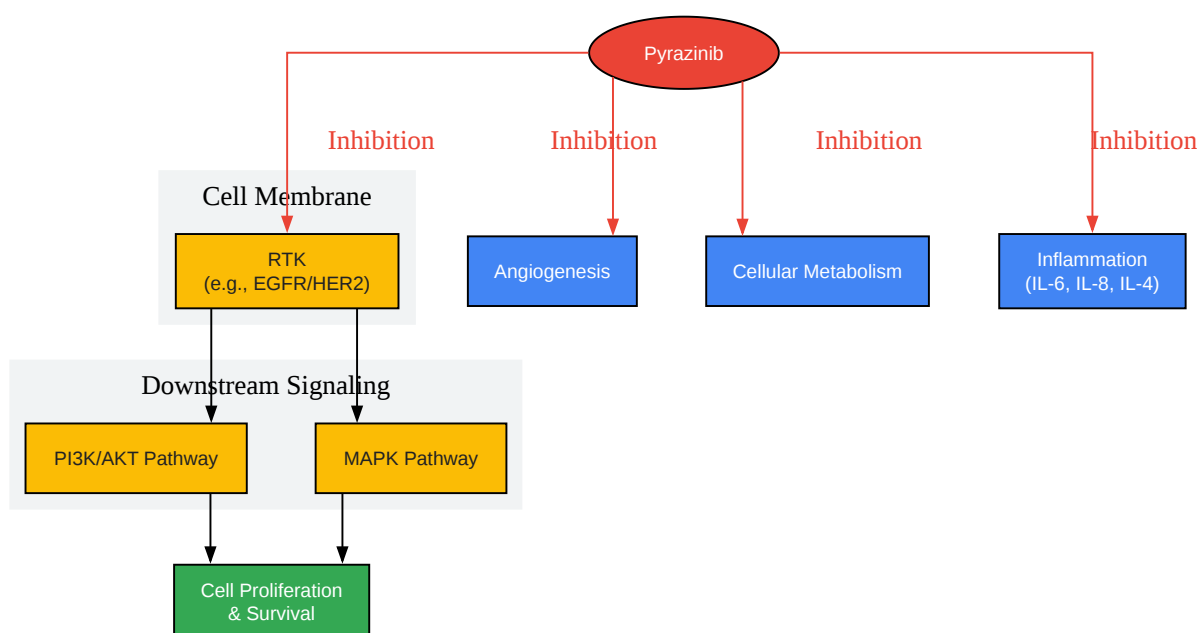 Pyrazinib
Inhibition
Inhibition
Inhibition
Inhibition
Cell Membrane
RTK
(e.g., EGFR/HER2)
Angiogenesis
Cellular Metabolism
Inflammation
(IL-6, IL-8, IL-4)
Downstream Signaling
PI3K/AKT Pathway
MAPK Pathway
Cell Proliferation
& Survival